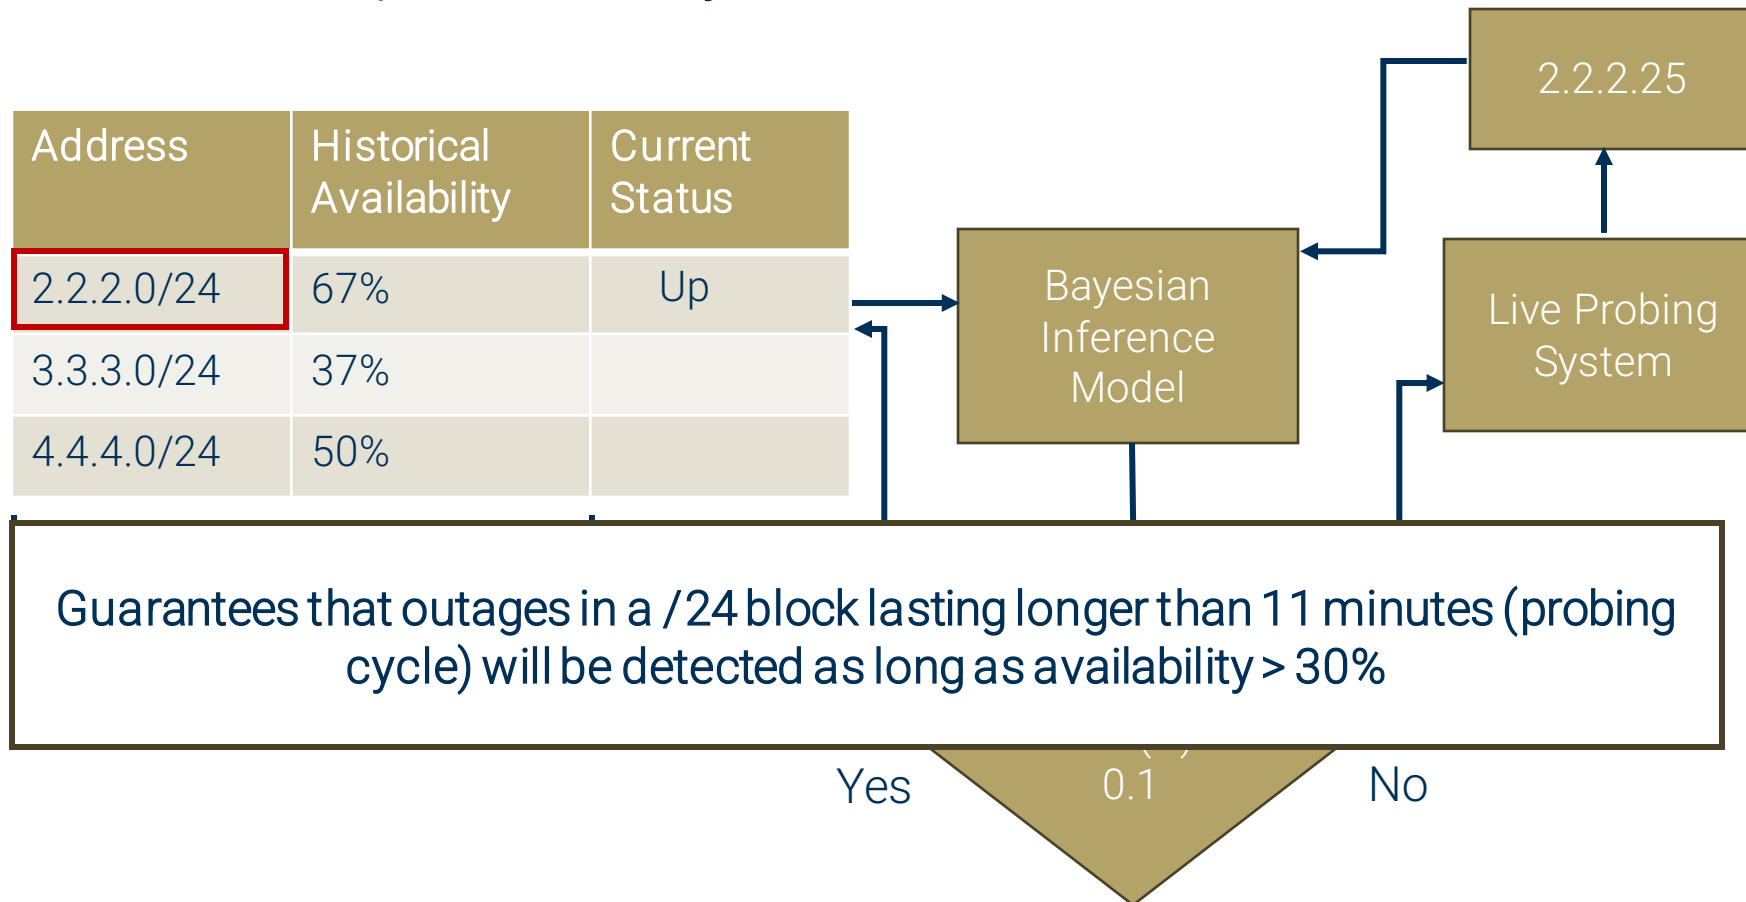 Address
Historical
Availability
Current
Status
2.2.2.0/24
67%
Up
3.3.3.0/24
37%
4.4.4.0/24
50%
Bayesian
Inference
Model
2.2.2.25
Live Probing
System
Guarantees that outages in a /24 block lasting longer than 11 minutes (probing
cycle) will be detected as long as availability > 30%
Yes
0.1
No